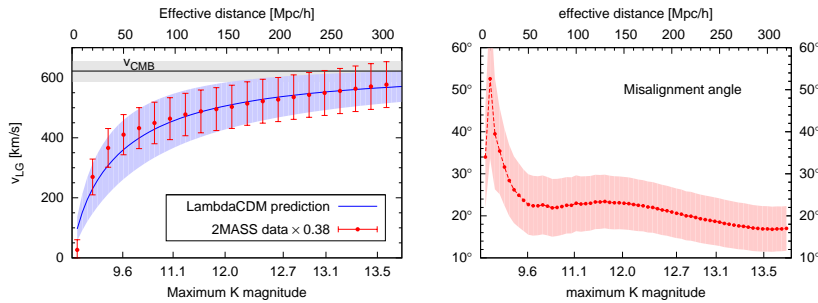 Effective distance [Mpc/h]
0 50 100 150 200 250 300
600
400
200
0
v_LG [km/s]
v_CMB
LambdaCDM prediction
2MASS data × 0.38
9.6 11.1 12.0 12.7 13.1 13.5
Maximum K magnitude
effective distance [Mpc/h]
0 50 100 150 200 250 300
60° 60°
50° 50°
40° 40°
30° 30°
20° 20°
10° 10°
Misalignment angle
9.6 11.1 12.0 13.1 13.5
maximum K magnitude